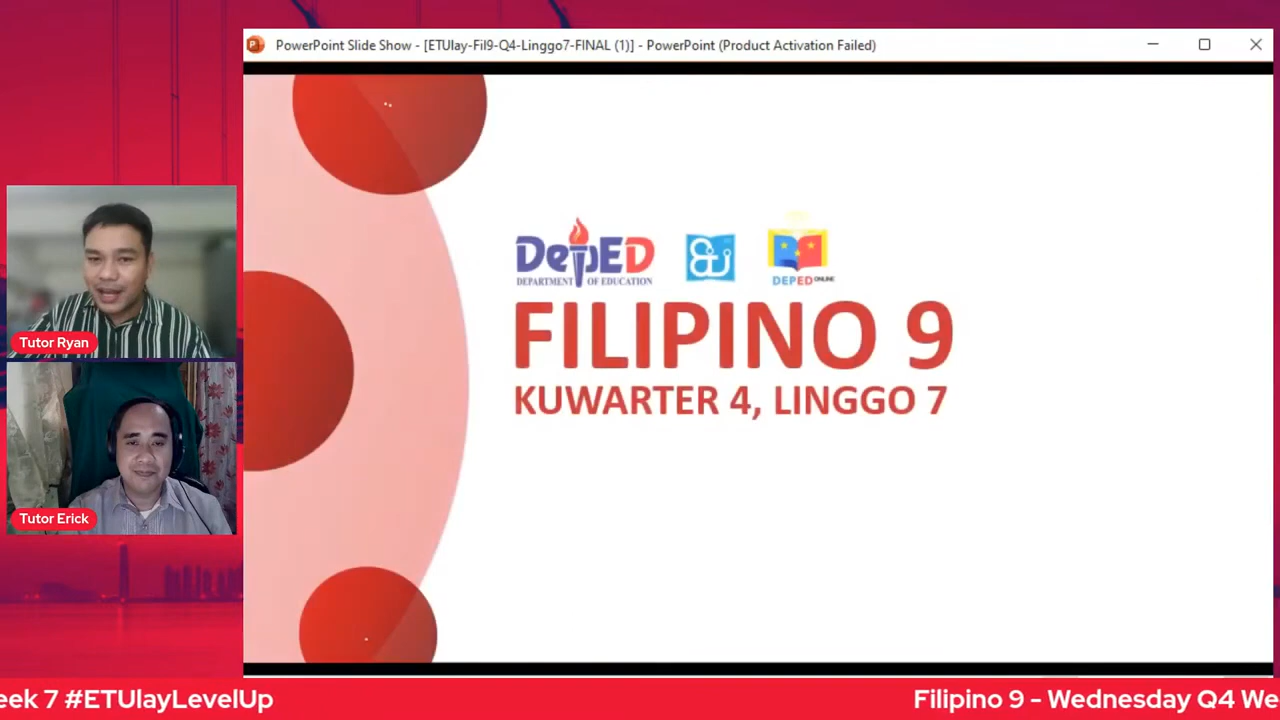 PowerPoint Slide Show - [ETUlay-Fil9-Q4-Linggo7-FINAL (1)] - PowerPoint (Product Activation Failed)
DepED
DEPARTMENT OF EDUCATION
DEPED ONLINE
FILIPINO 9
KUWARTER 4, LINGGO 7
Tutor Ryan
Tutor Erick
eek 7 #ETUlayLevelUp
Filipino 9 - Wednesday Q4 We